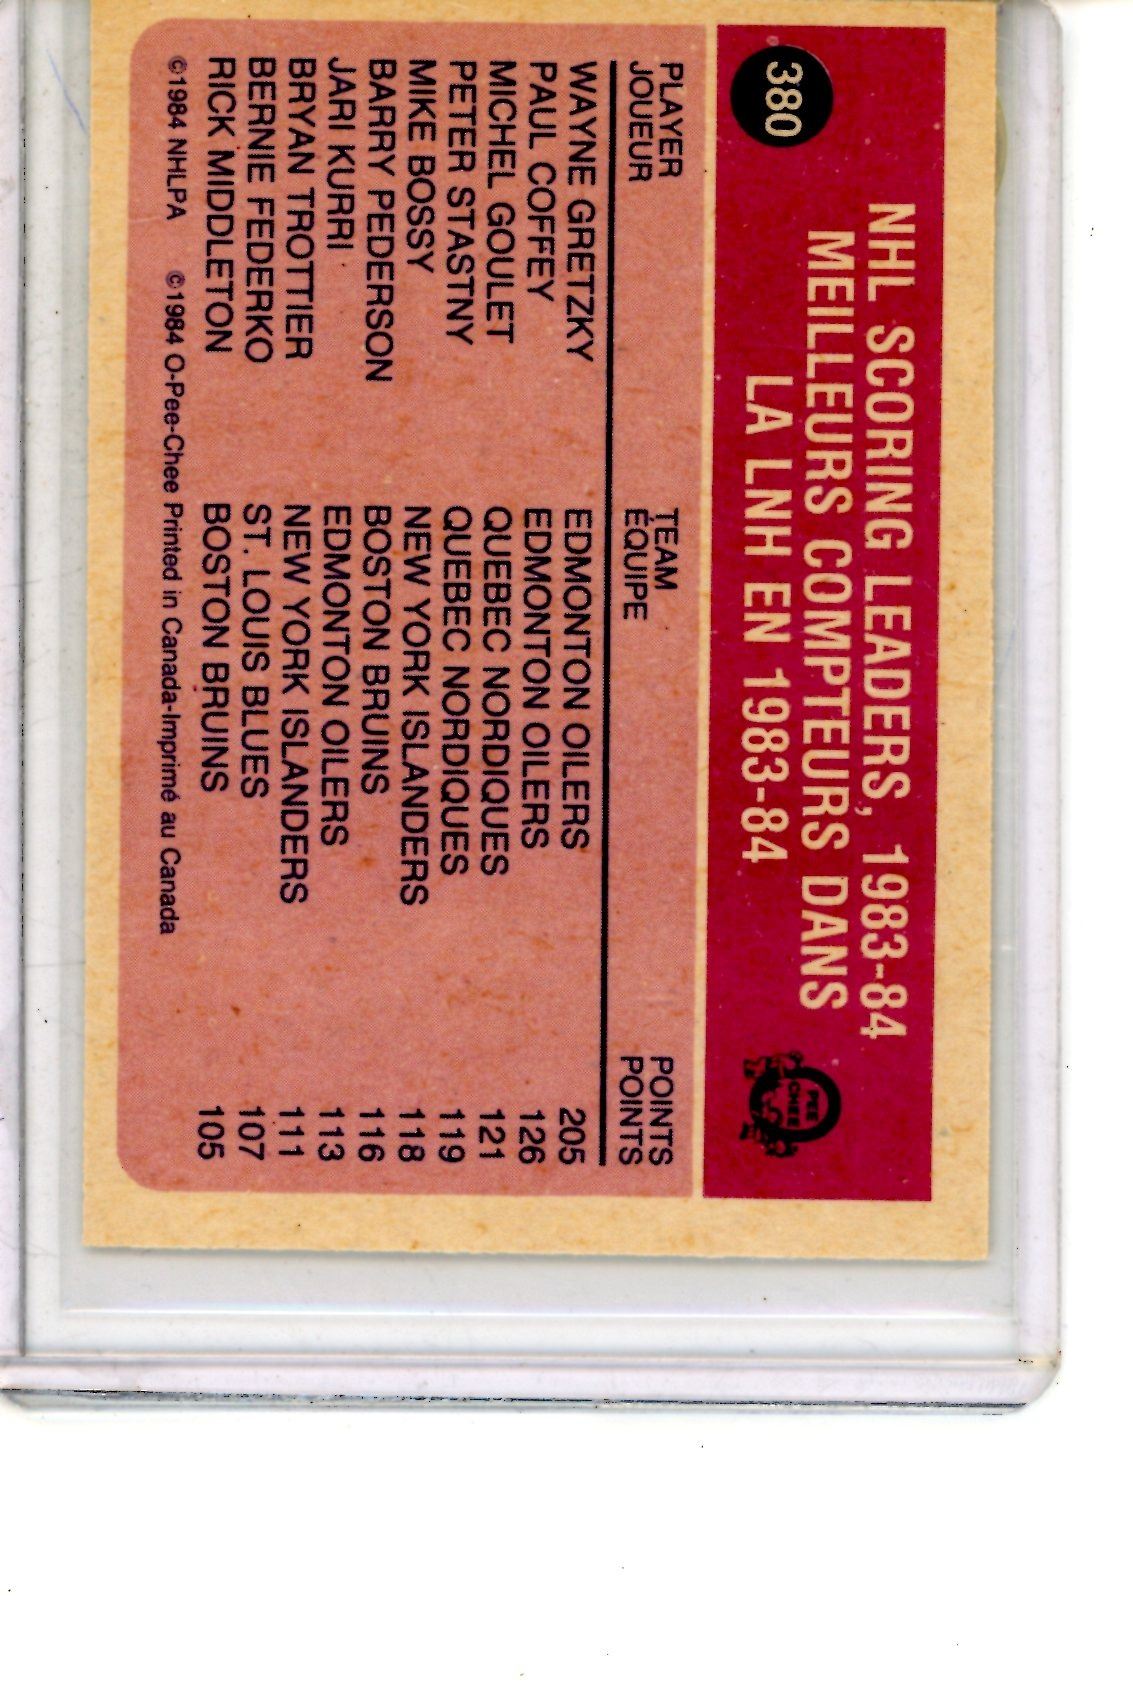 380
NHL SCORING LEADERS, 1983-84
MEILLEURS COMPTEURS DANS
LA LNH EN 1983-84
O
PEE
CHEE
PLAYER TEAM POINTS
JOUEUR ÉQUIPE POINTS
WAYNE GRETZKY EDMONTON OILERS 205
PAUL COFFEY EDMONTON OILERS 126
MICHEL GOULET QUEBEC NORDIQUES 121
PETER STASTNY QUEBEC NORDIQUES 119
MIKE BOSSY NEW YORK ISLANDERS 118
BARRY PEDERSON BOSTON BRUINS 116
JARI KURRI EDMONTON OILERS 113
BRYAN TROTTIER NEW YORK ISLANDERS 111
BERNIE FEDERKO ST. LOUIS BLUES 107
RICK MIDDLETON BOSTON BRUINS 105
©1984 NHLPA ©1984 O-Pee-Chee Printed in Canada-Imprimé au Canada